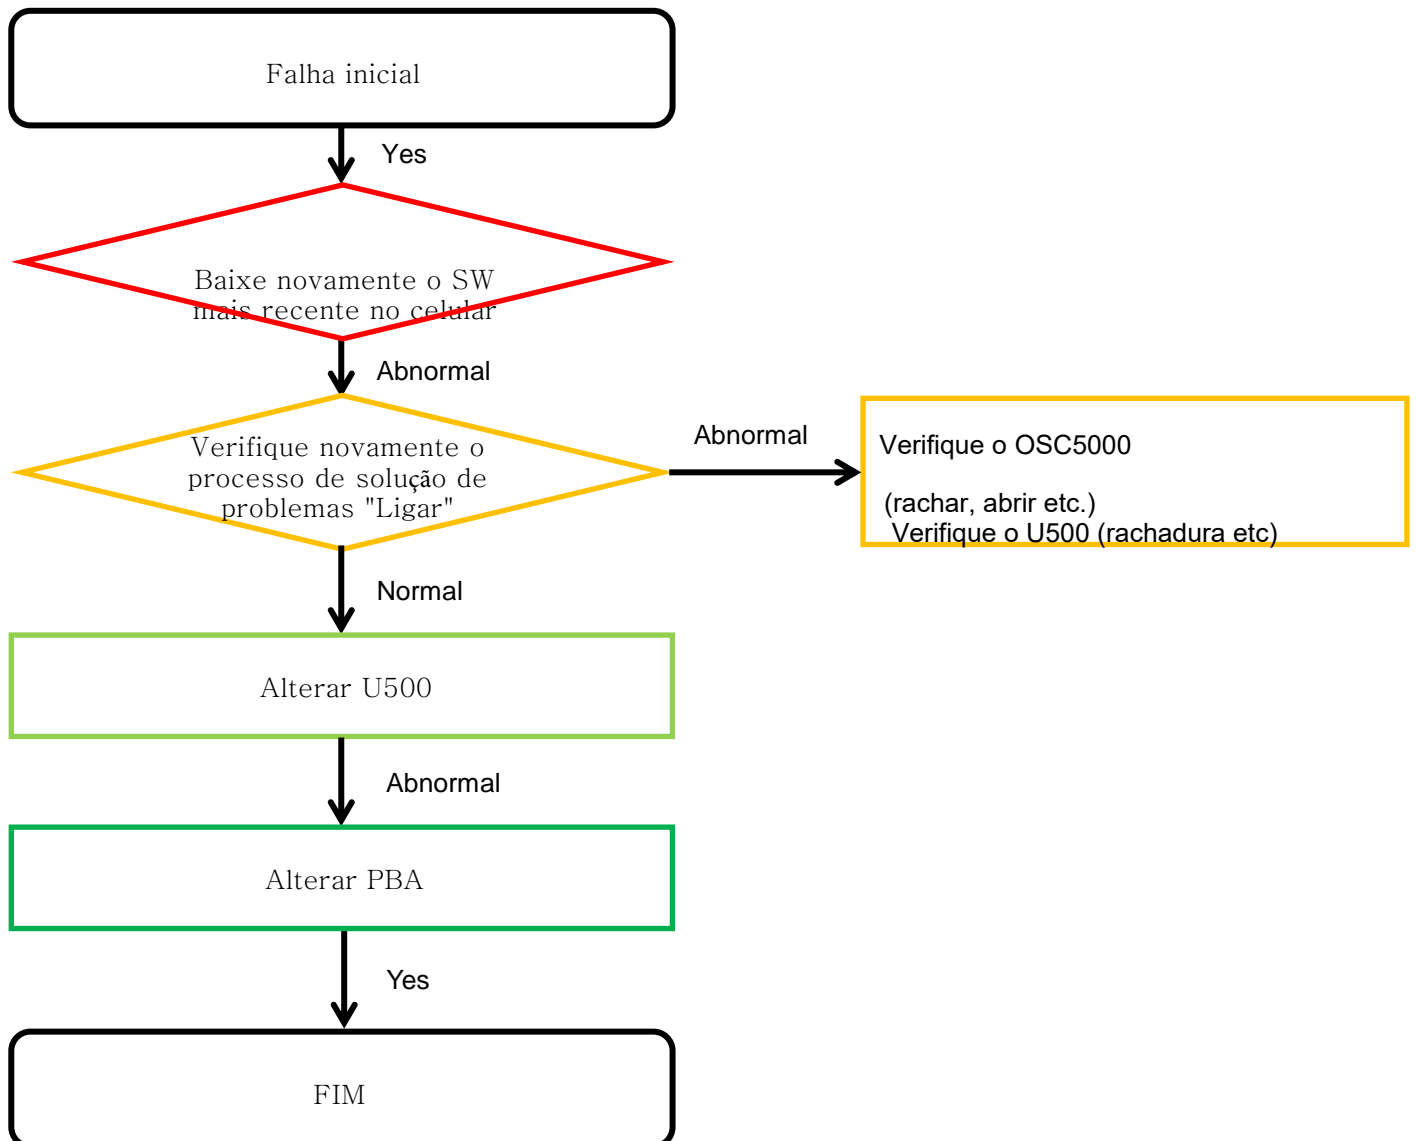 Falha inicial
Yes
Baixe novamente o SW
mais recente no celular
Abnormal
Verifique novamente o
processo de solução de
problemas "Ligar"
Abnormal
Verifique o OSC5000
(rachar, abrir etc.)
Verifique o U500 (rachadura etc)
Normal
Alterar U500
Abnormal
Alterar PBA
Yes
FIM